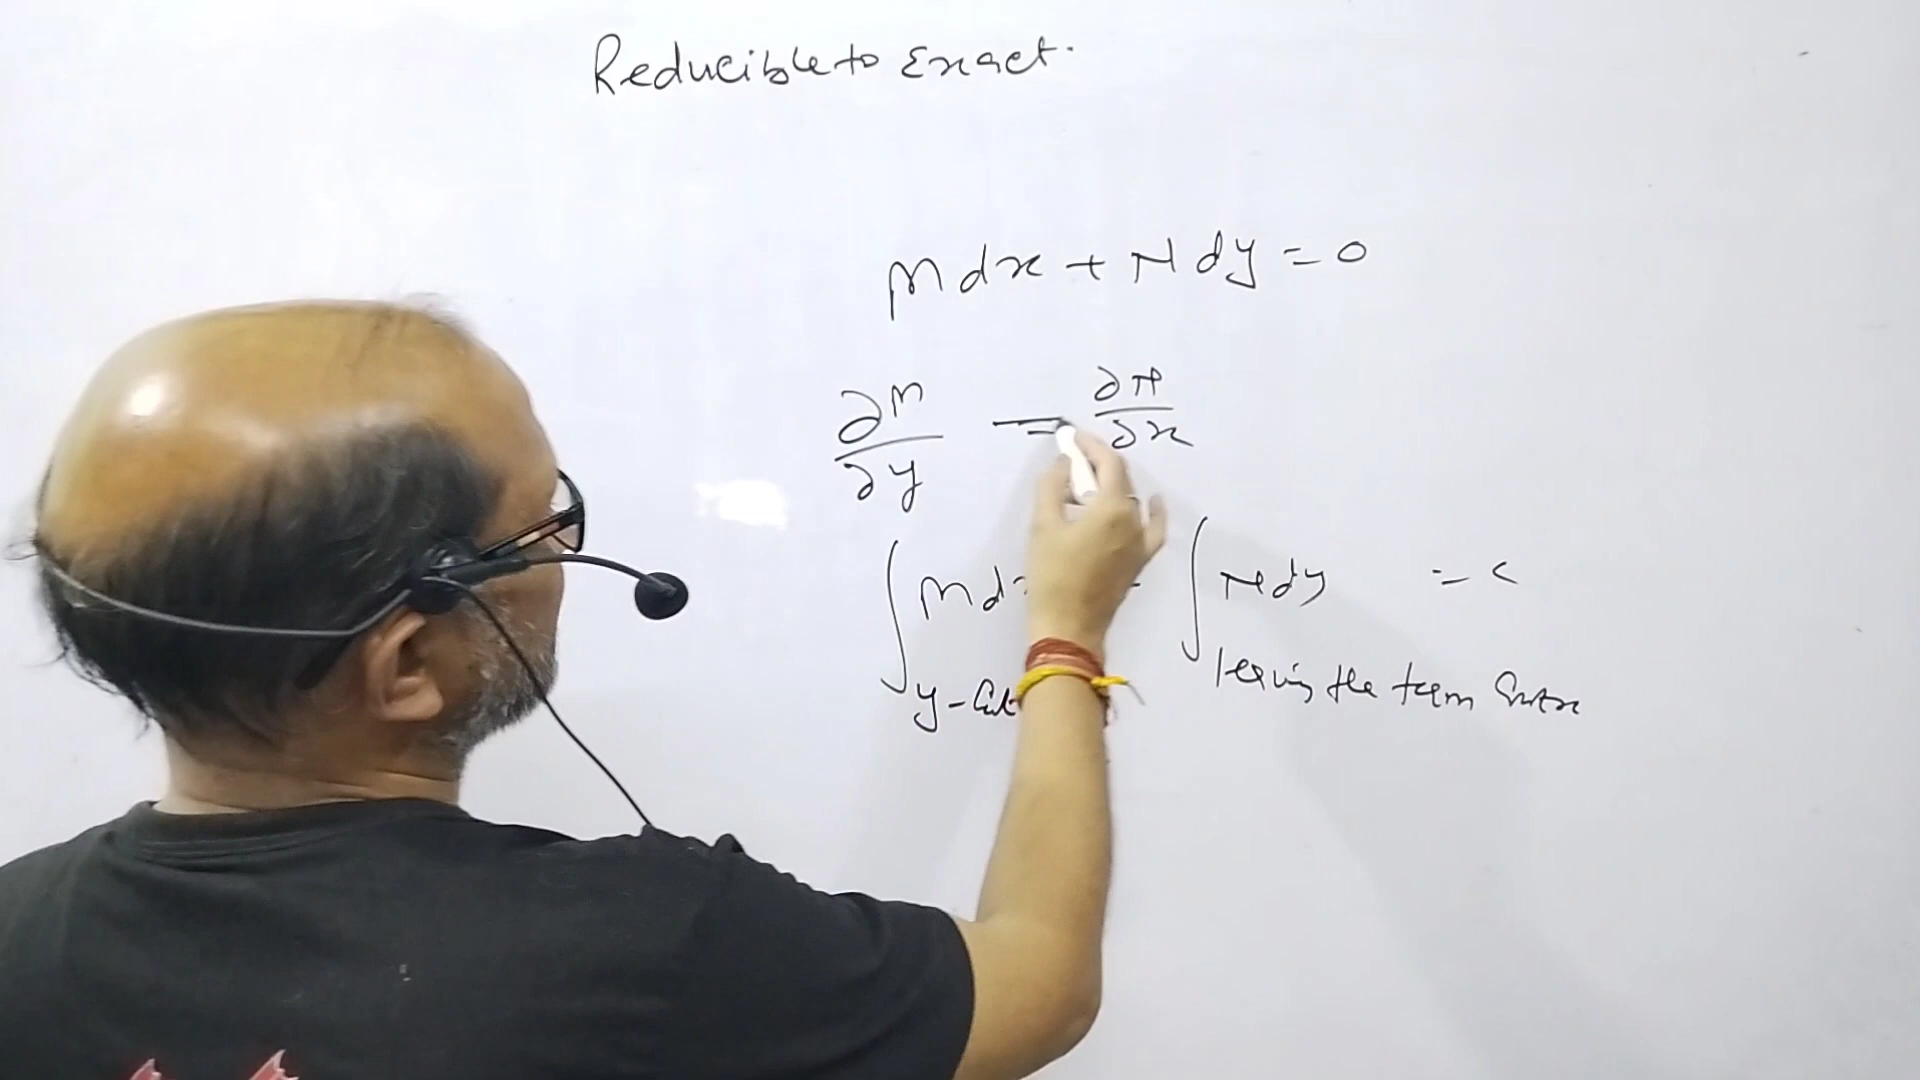 Reducible to Exact.
Mdx + Ndy = 0
∂M/∂y = ∂N/∂x
∫Mdx ∫Ndy = c
y- leaving the term